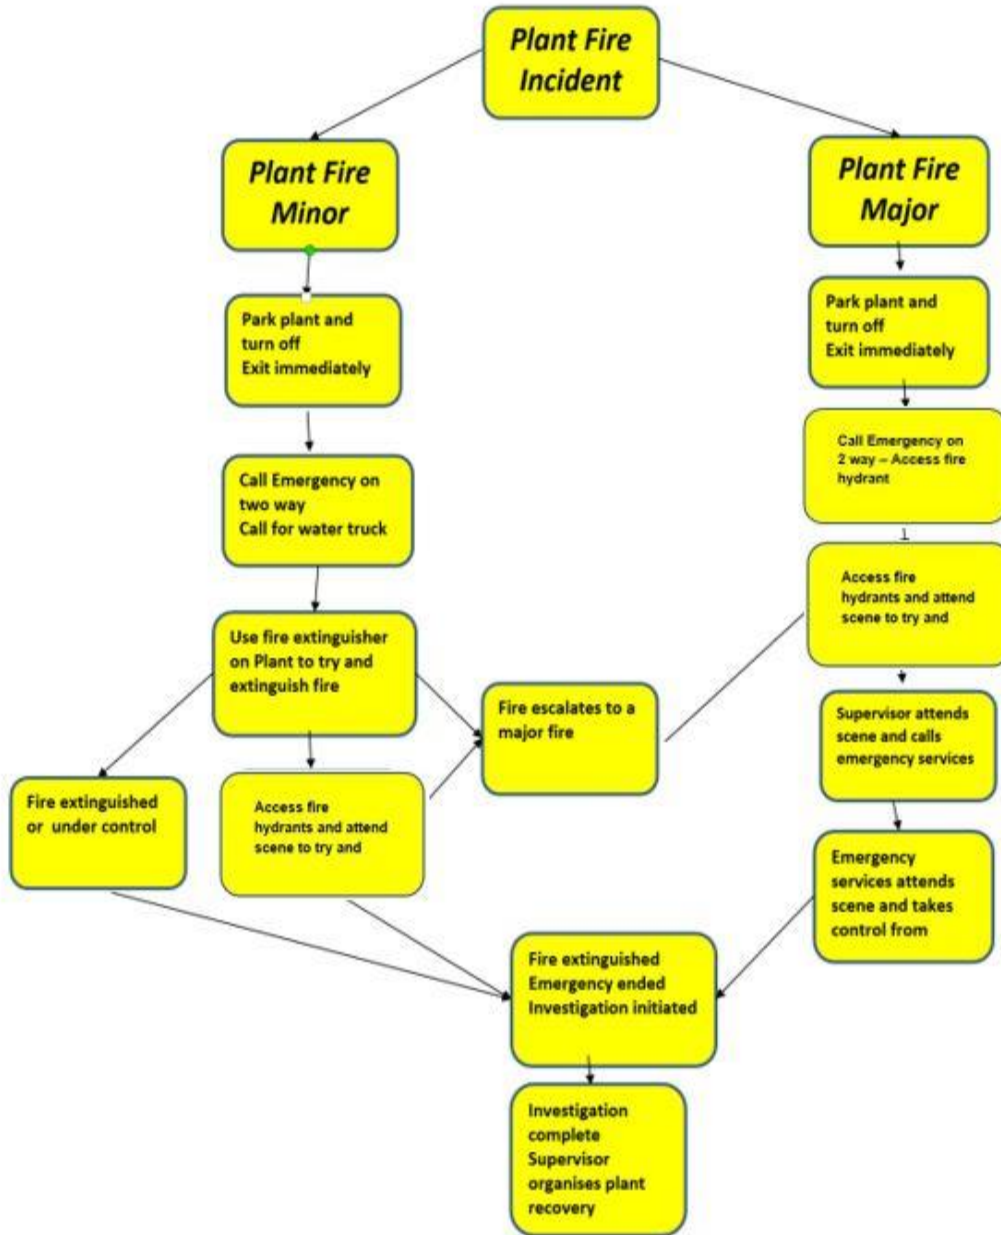 Plant Fire
Incident
Plant Fire
Minor
Park plant and
turn off
Exit immediately
Call Emergency on
two way
Call for water truck
Use fire extinguisher
on Plant to try and
extinguish fire
Fire extinguished
or under control
Access fire
hydrants and attend
scene to try and
Fire escalates to a
major fire
Plant Fire
Major
Park plant and
turn off
Exit immediately
Call Emergency on
2 way – Access fire
hydrant
Access fire
hydrants and attend
scene to try and
Supervisor attends
scene and calls
emergency services
Emergency
services attends
scene and takes
control from
Fire extinguished
Emergency ended
Investigation initiated
Investigation
complete
Supervisor
organises plant
recovery